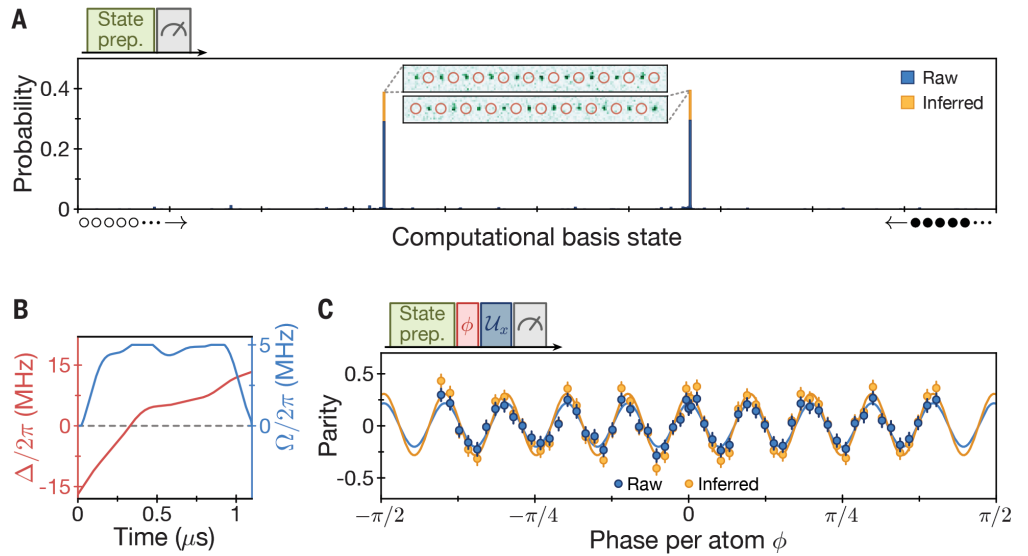 A
State
prep.
Probability
0.4
0.2
0
Raw
Inferred
Computational basis state
B
Δ/2π (MHz)
15
0
-15
Ω/2π (MHz)
5
0
0
0.5
1
Time (μs)
C
State
prep.
ϕ
𝒰ₓ
Parity
0.5
0
-0.5
Raw
Inferred
−π/2
−π/4
0
π/4
π/2
Phase per atom ϕ